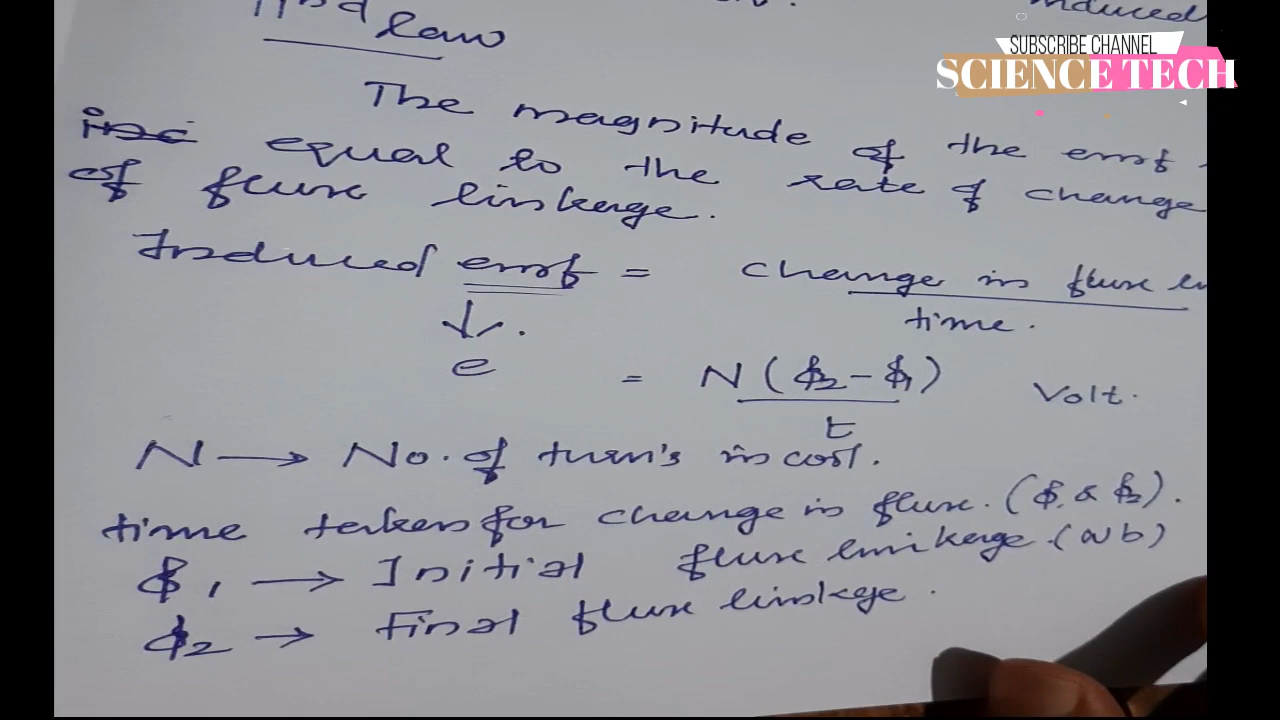 IInd law
induced
SUBSCRIBE CHANNEL
SCIENCE TECH
The magnitude of the emf
equal to the rate of change
of flux linkage.
Induced emf = change in flux
time.
e = N (ϕ2 - ϕ1) Volt.
t
N → No. of turn's in coil.
time taken for change in flux. (ϕ1 & ϕ2).
ϕ1 → Initial flux linkage. (wb)
ϕ2 → Final flux linkage.